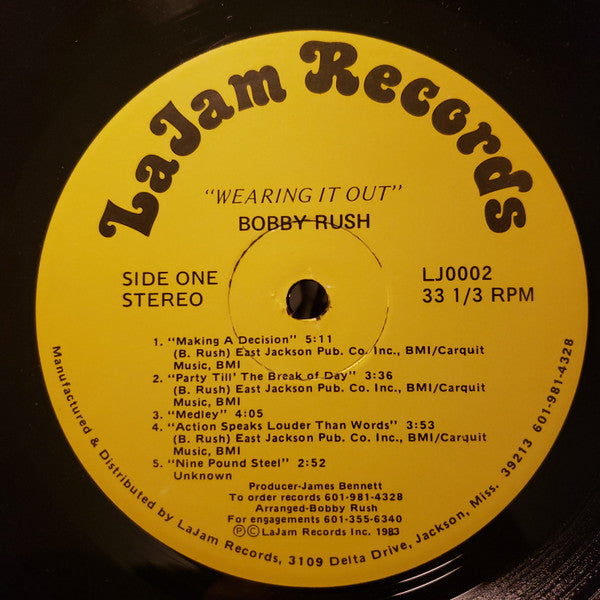 LaJam Records
"WEARING IT OUT"
BOBBY RUSH
SIDE ONE
STEREO
LJ0002
33 1/3 RPM
1. "Making A Decision" 5:11
(B. Rush) East Jackson Pub. Co. Inc., BMI/Carquit
Music, BMI
2. "Party Till' The Break of Day" 3:36
(B. Rush) East Jackson Pub. Co. Inc., BMI/Carquit
Music, BMI
3. "Medley" 4:05
4. "Action Speaks Louder Than Words" 3:53
(B. Rush) East Jackson Pub. Co. Inc., BMI/Carquit
Music, BMI
5. "Nine Pound Steel" 2:52
Unknown
Producer-James Bennett
To order records 601-981-4328
Arranged-Bobby Rush
For engagements 601-355-6340
ⓅⒸ LaJam Records Inc. 1983
Manufactured & Distributed by LaJam Records, 3109 Delta Drive, Jackson, Miss. 39213 601-981-4328